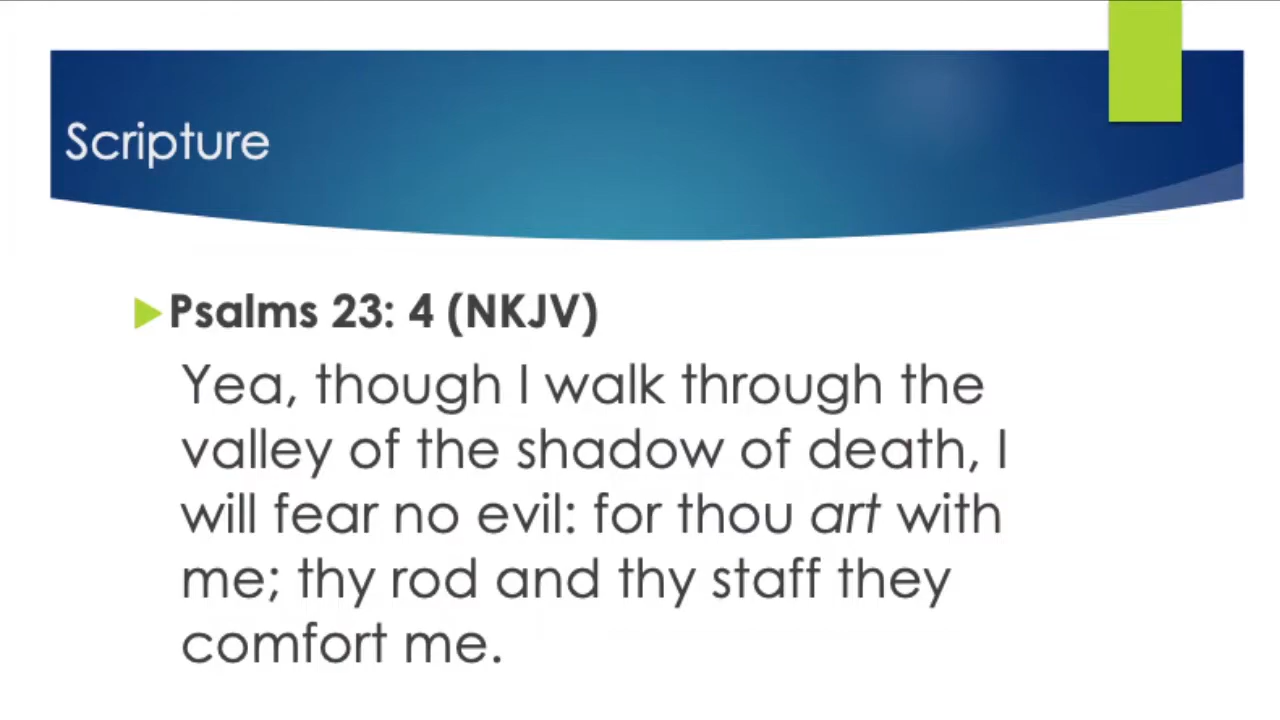 Scripture
Psalms 23: 4 (NKJV)
Yea, though I walk through the
valley of the shadow of death, I
will fear no evil: for thou art with
me; thy rod and thy staff they
comfort me.